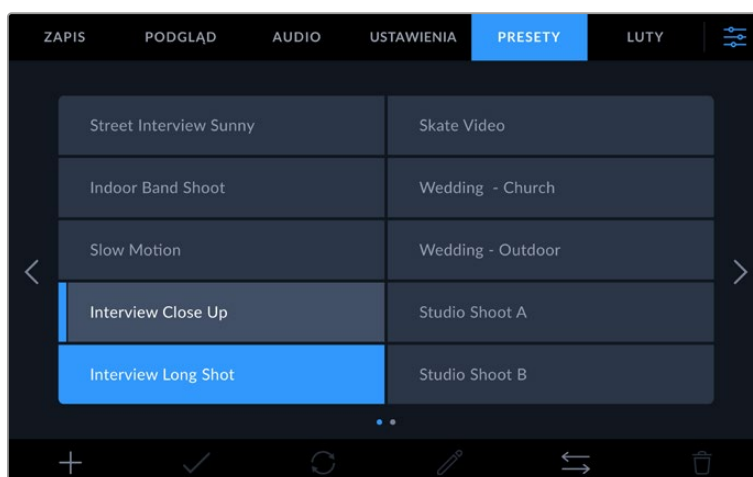 ZAPIS PODGLĄD AUDIO USTAWIENIA PRESETY LUTY
Street Interview Sunny Skate Video
Indoor Band Shoot Wedding - Church
Slow Motion Wedding - Outdoor
Interview Close Up Studio Shoot A
Interview Long Shot Studio Shoot B